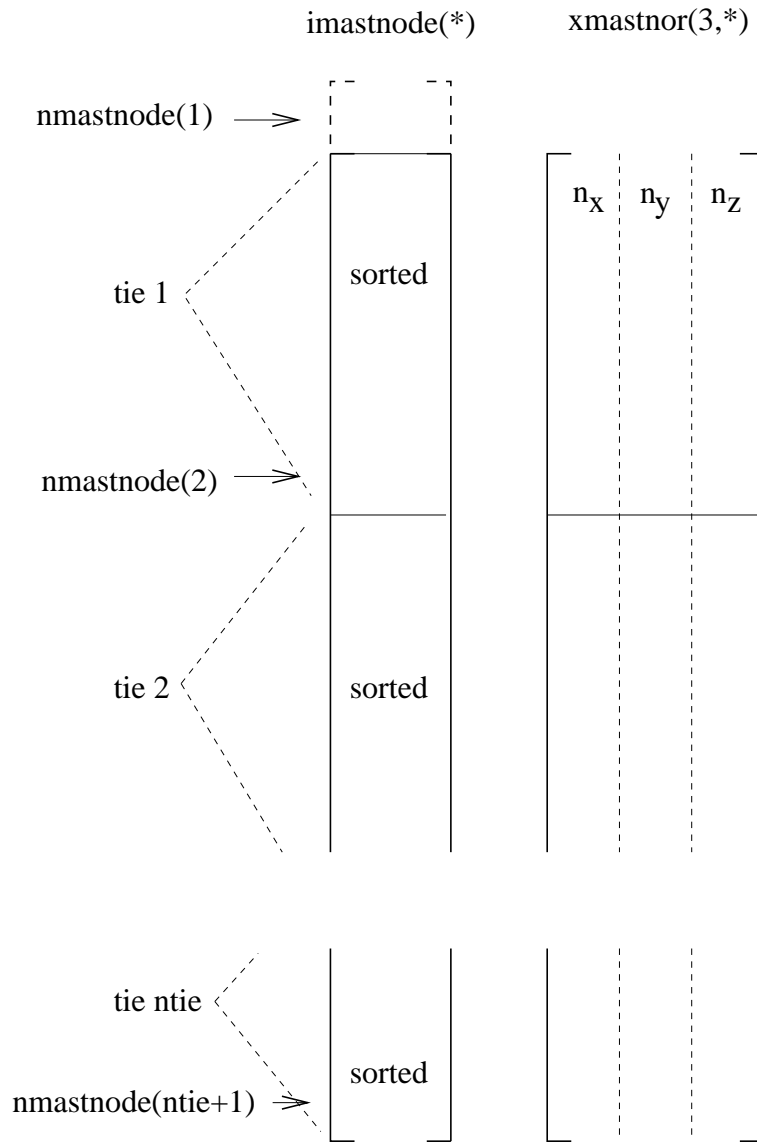 imastnode(*) xmastnor(3,*)
nmastnode(1)
n_x n_y n_z
tie 1 sorted
nmastnode(2)
tie 2 sorted
tie ntie
sorted
nmastnode(ntie+1)